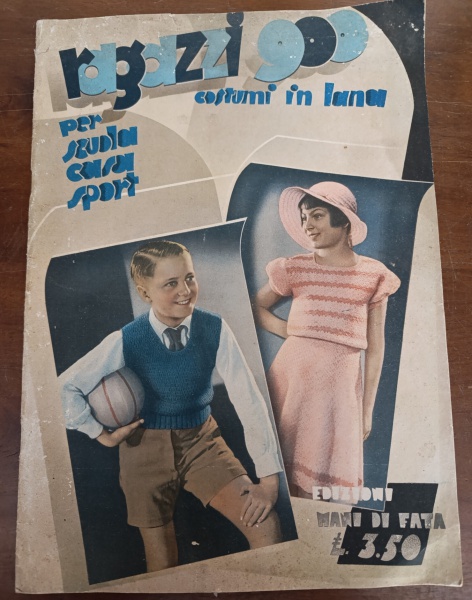 ragazzi 900
costumi in lana
per
scuola
casa
sport
EDIZIONI
MANI DI FATA
£. 3.50